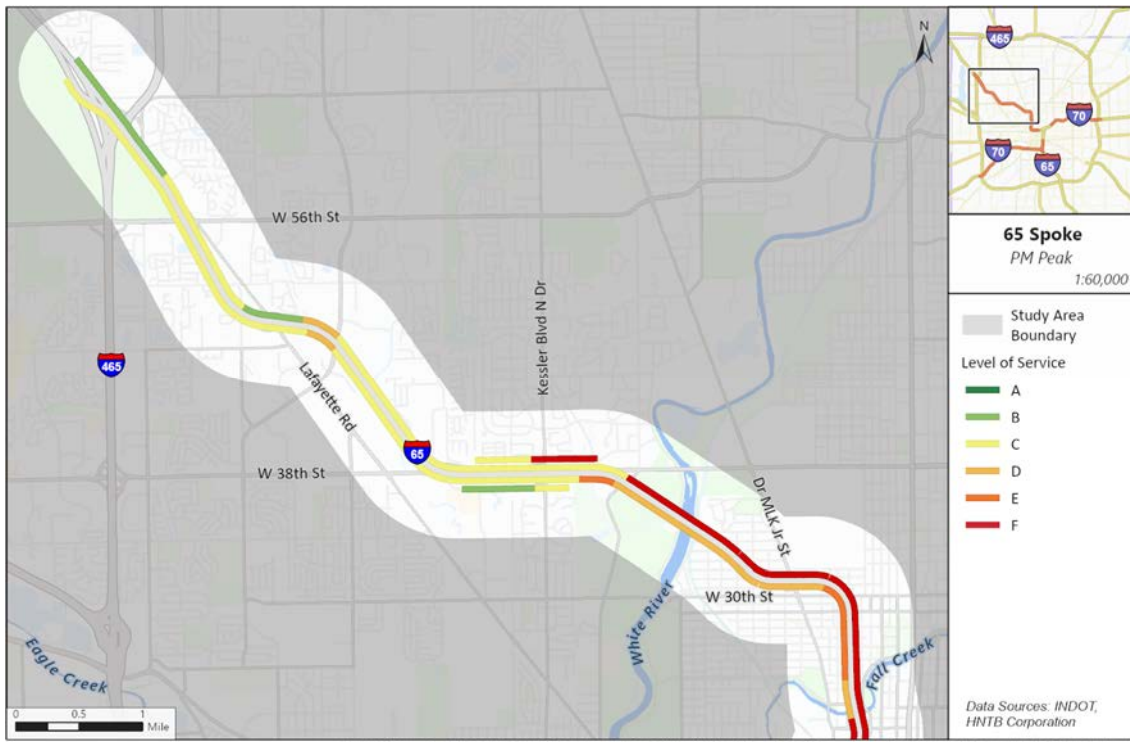 N
W 56th St
Kessler Blvd N Dr
465
Lafayette Rd
65
W 38th St
Dr MLK Jr St
W 30th St
White River
Fall Creek
Eagle Creek
0 0.5 1
Mile
465
70
70
65
65 Spoke
PM Peak
1:60,000
Study Area
Boundary
Level of Service
A
B
C
D
E
F
Data Sources: INDOT,
HNTB Corporation